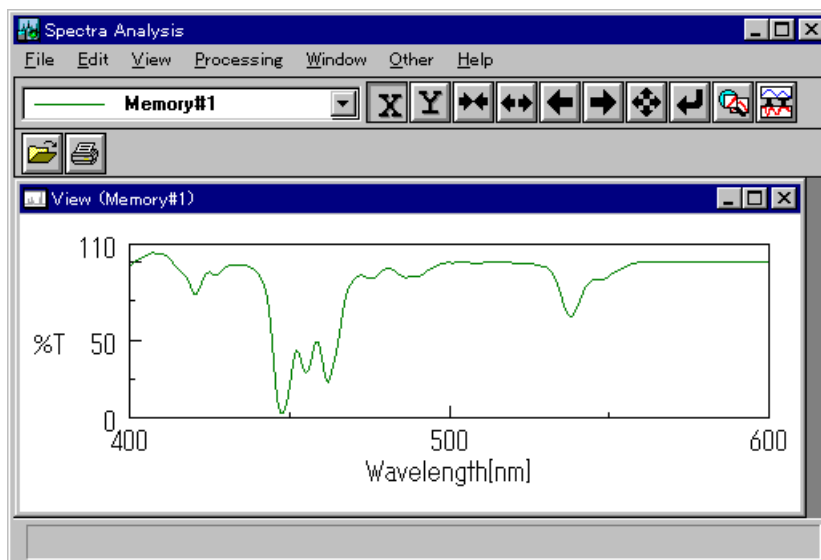 Spectra Analysis
File Edit View Processing Window Other Help
Memory#1 X Y
View (Memory#1)
110
%T 50
0
400 500 600
Wavelength[nm]